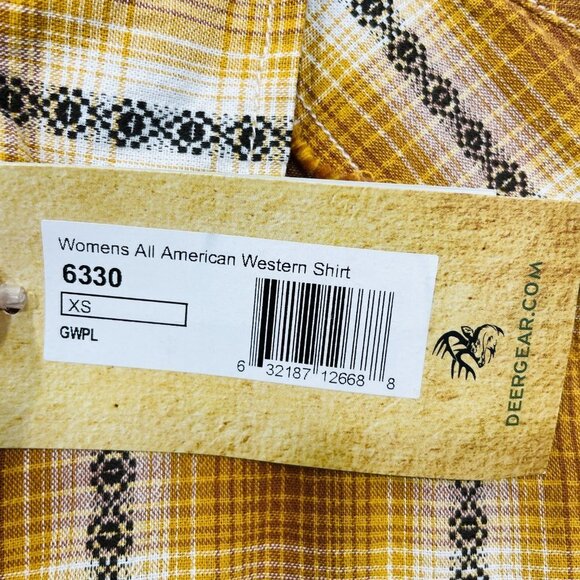 Womens All American Western Shirt
6330
XS
GWPL
6 32187 12668 8
DEERGEAR.COM